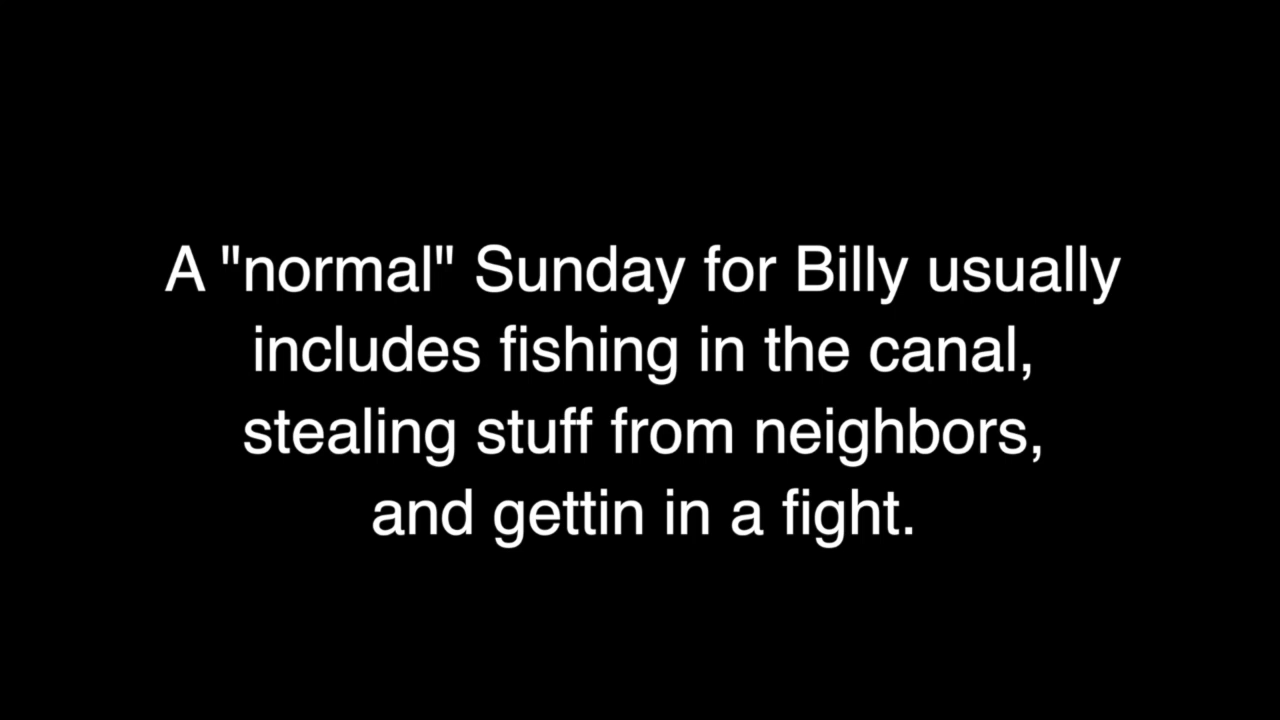 A "normal" Sunday for Billy usually
includes fishing in the canal,
stealing stuff from neighbors,
and gettin in a fight.